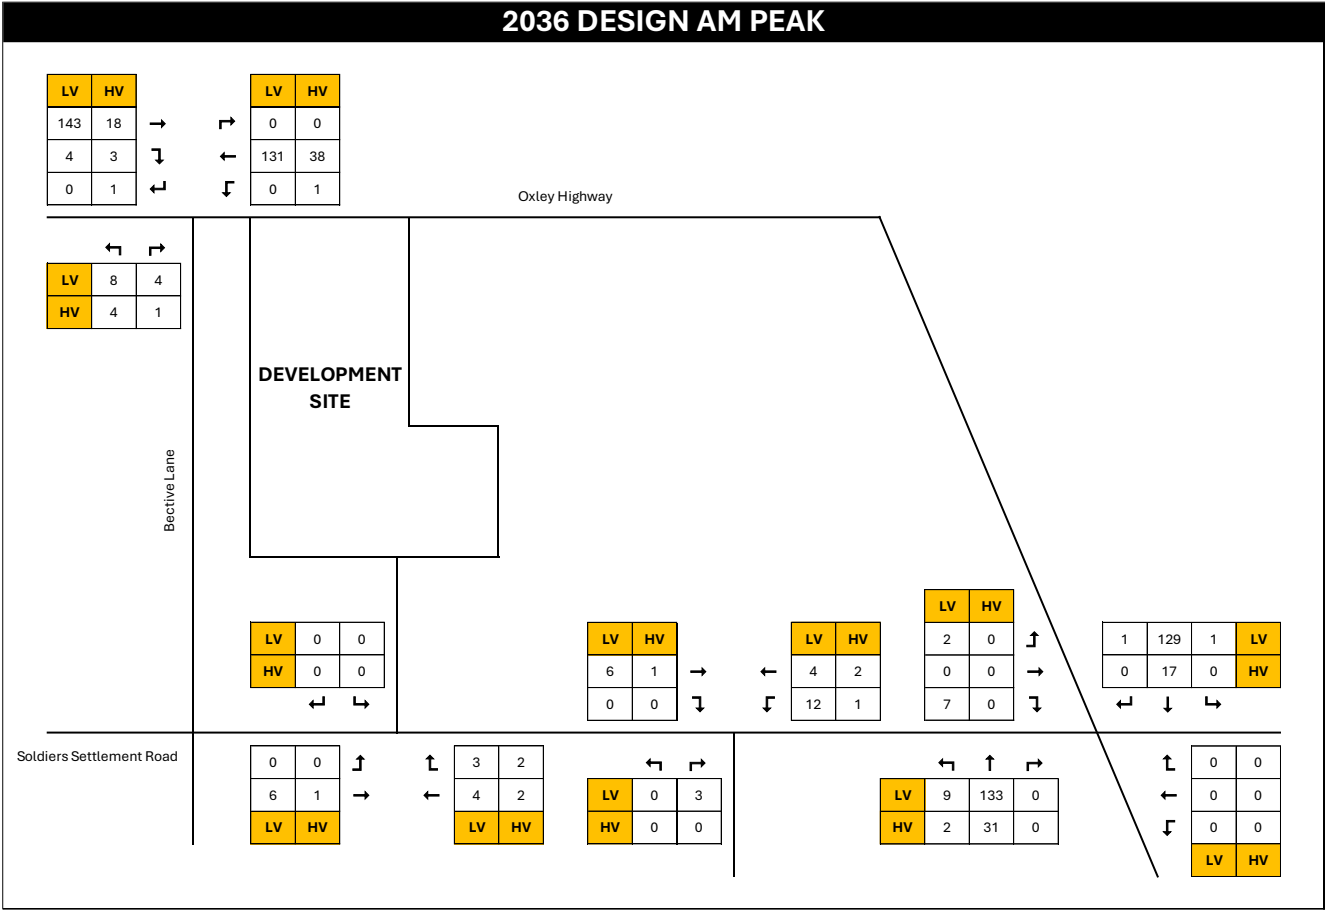 2036 DESIGN AM PEAK
LV HV
143 18
4 3
0 1
LV HV
0 0
131 38
0 1
Oxley Highway
LV 8 4
HV 4 1
DEVELOPMENT
SITE
Bective Lane
LV 0 0
HV 0 0
LV HV
6 1
0 0
LV HV
4 2
12 1
LV HV
2 0
0 0
7 0
1 129 1 LV
0 17 0 HV
Soldiers Settlement Road
0 0
6 1
LV HV
3 2
4 2
LV HV
LV 0 3
HV 0 0
LV 9 133 0
HV 2 31 0
0 0
0 0
0 0
LV HV